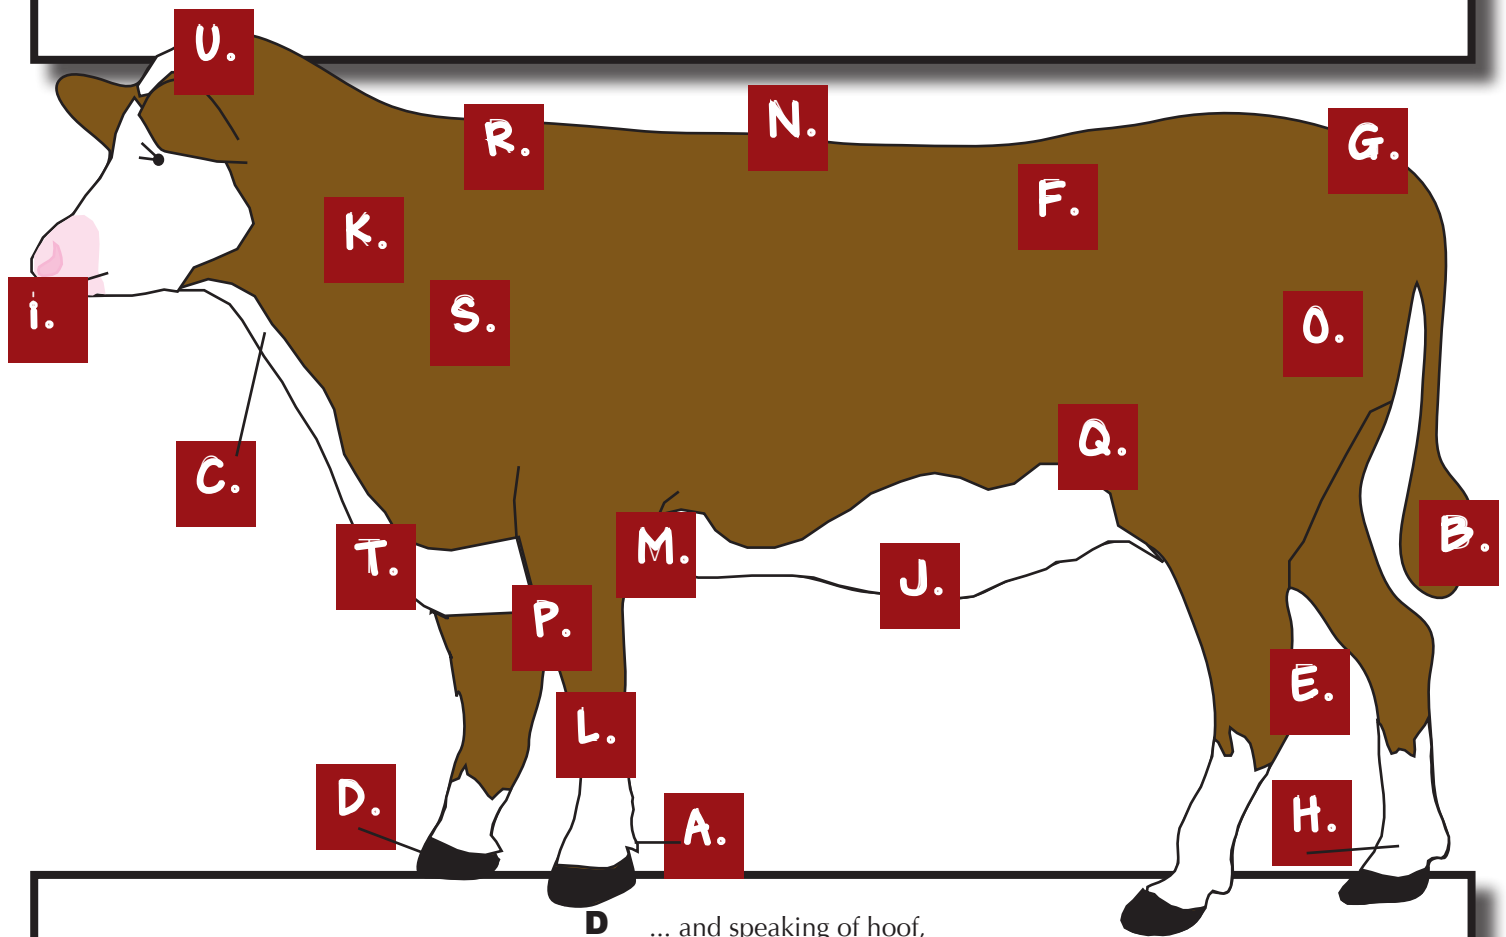 U.
N.
R.
G.
F.
K.
S.
i.
O.
Q.
C.
B.
T.
M.
J.
P.
E.
L.
D.
H.
A.
D ... and speaking of hoof,